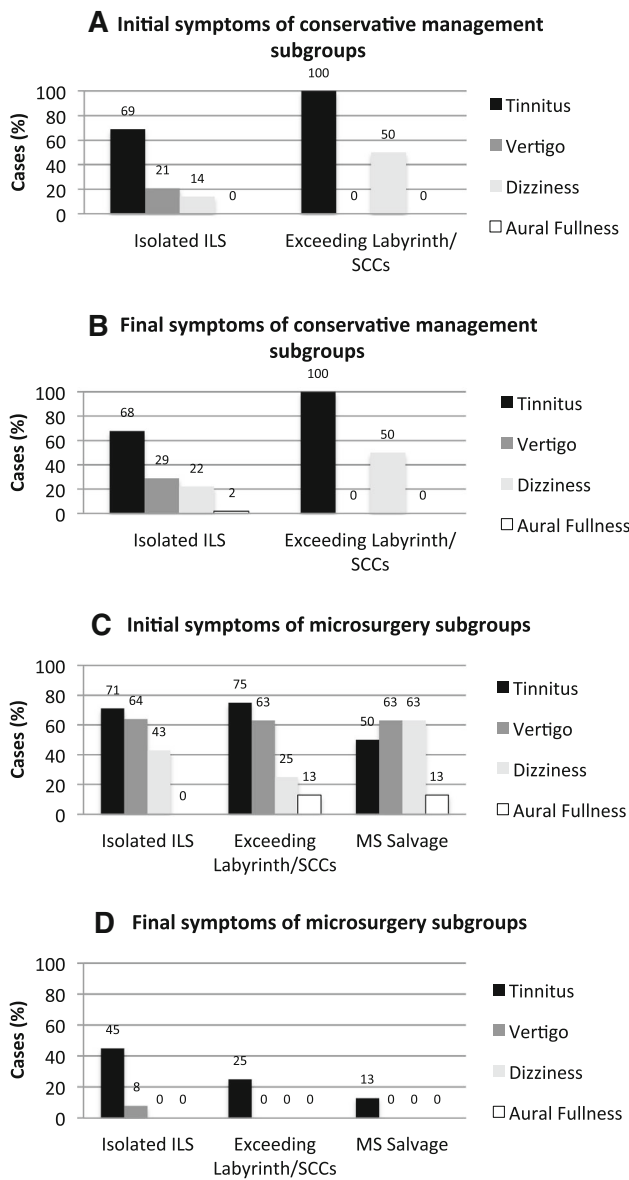 A Initial symptoms of conservative management
subgroups
Cases (%)
100
80
60
40
20
0
69
21
14
0
100
0
50
0
Isolated ILS
Exceeding Labyrinth/
SCCs
Tinnitus
Vertigo
Dizziness
Aural Fullness
B Final symptoms of conservative management
subgroups
Cases (%)
100
80
60
40
20
0
68
29
22
2
100
0
50
0
Isolated ILS
Exceeding Labyrinth/
SCCs
Tinnitus
Vertigo
Dizziness
Aural Fullness
C Initial symptoms of microsurgery subgroups
Cases (%)
100
80
60
40
20
0
71
64
43
0
75
63
25
13
50
63
63
13
Isolated ILS
Exceeding
Labyrinth/SCCs
MS Salvage
Tinnitus
Vertigo
Dizziness
Aural Fullness
D Final symptoms of microsurgery subgroups
Cases (%)
100
80
60
40
20
0
45
8
0
0
25
0
0
0
13
0
0
0
Isolated ILS
Exceeding
Labyrinth/SCCs
MS Salvage
Tinnitus
Vertigo
Dizziness
Aural Fullness